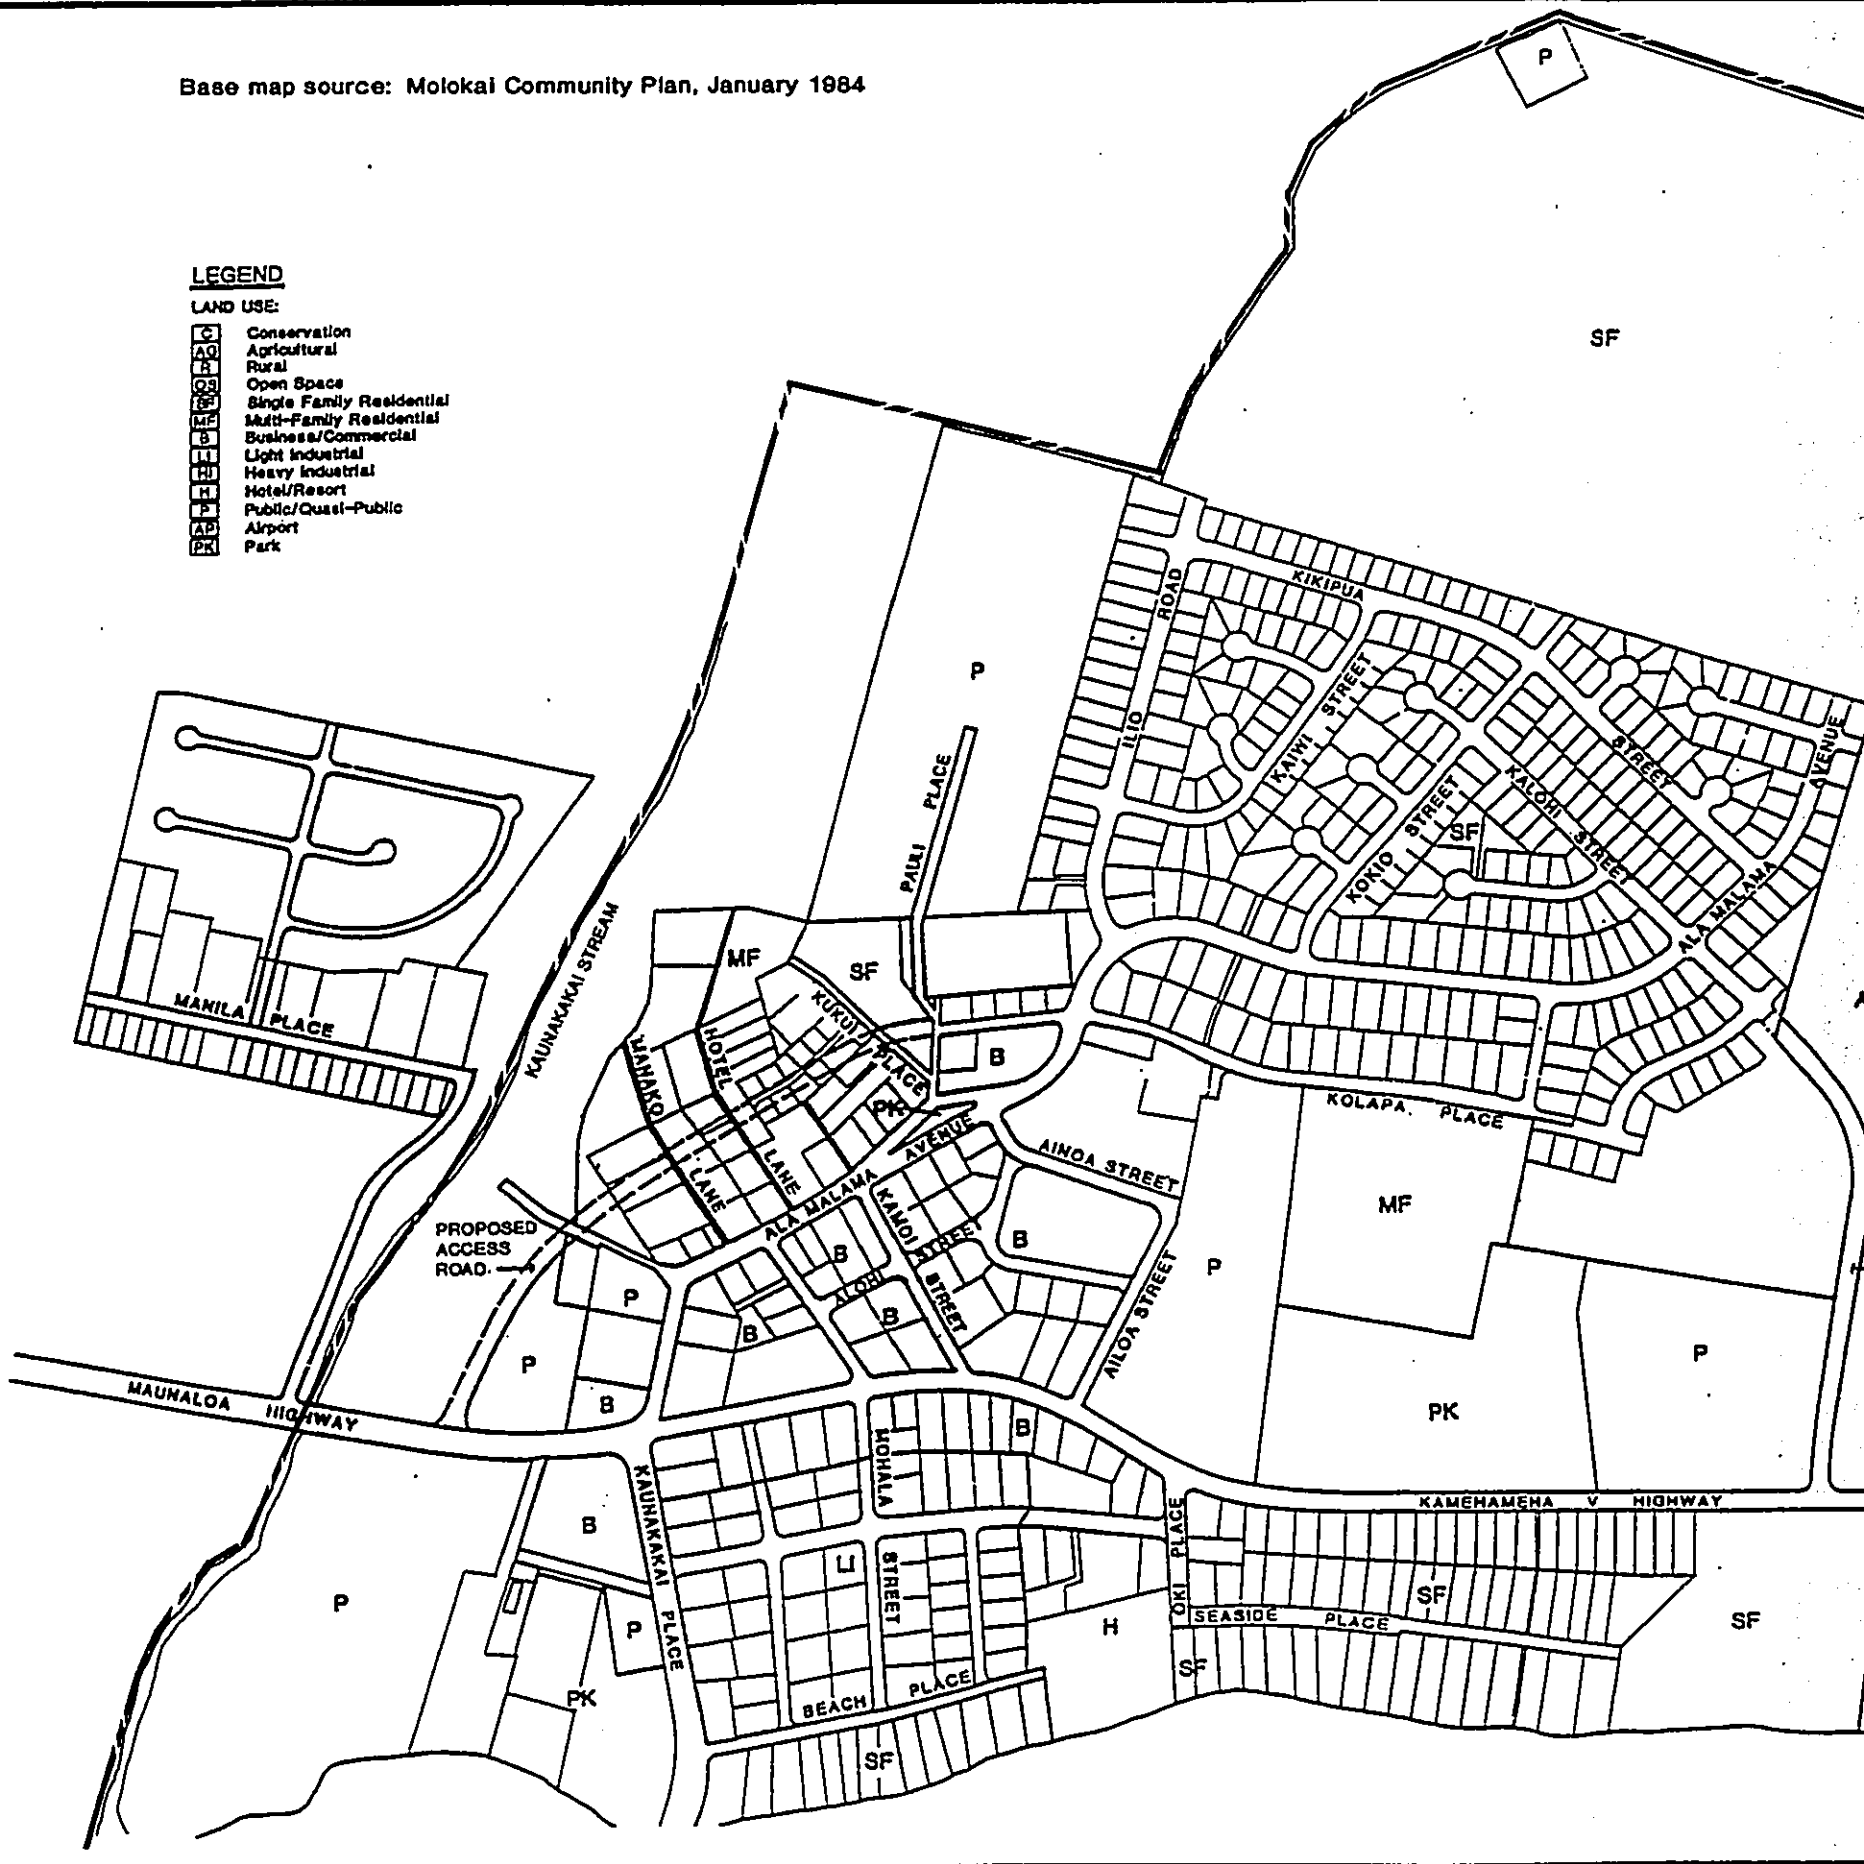 Base map source: Molokai Community Plan, January 1984
P
SF
LEGEND
LAND USE:
C Conservation
AG Agricultural
R Rural
OS Open Space
SF Single Family Residential
MF Multi-Family Residential
B Business/Commercial
LI Light Industrial
HI Heavy Industrial
H Hotel/Resort
P Public/Quasi-Public
AP Airport
PK Park
KIKIPUA
STREET
ILIO ROAD
KAIWI STREET
KOKIO STREET
KALOHI STREET
SF
ALA MALAMA AVENUE
P
PAULI PLACE
KAUNAKAKAI STREAM
MANILA PLACE
MF
SF
KUKUI PLACE
HOTEL LANE
MAHAKO LANE
B
PK
ALA MALAMA AVENUE
AINOA STREET
KOLAPA PLACE
MF
KAMOI STREET
B
B
B
B
P
AILOA STREET
P
PK
PROPOSED
ACCESS
ROAD
P
P
B
MAUNALOA HIGHWAY
KAMEHAMEHA V HIGHWAY
B
MOHALA STREET
KAUNAKAKAI PLACE
B
LI
P
P
PK
OKI PLACE
H
SEASIDE PLACE
SF
SF
SF
BEACH PLACE
SF